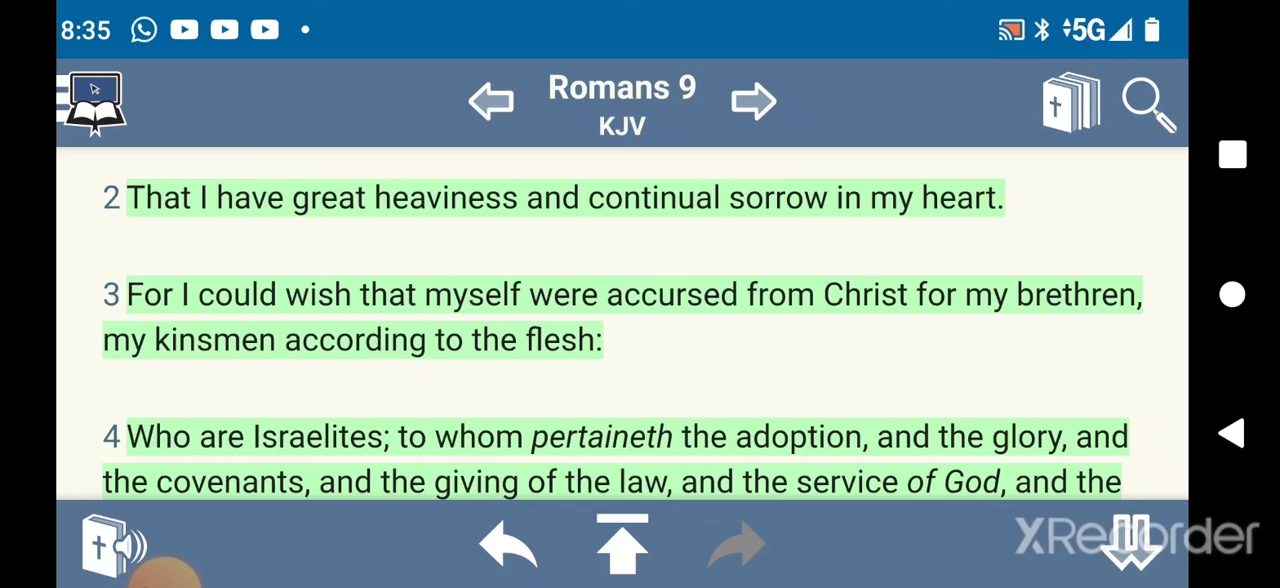 8:35 5G
Romans 9
KJV
2 That I have great heaviness and continual sorrow in my heart.
3 For I could wish that myself were accursed from Christ for my brethren,
my kinsmen according to the flesh:
4 Who are Israelites; to whom pertaineth the adoption, and the glory, and
the covenants, and the giving of the law, and the service of God, and the
XRecorder